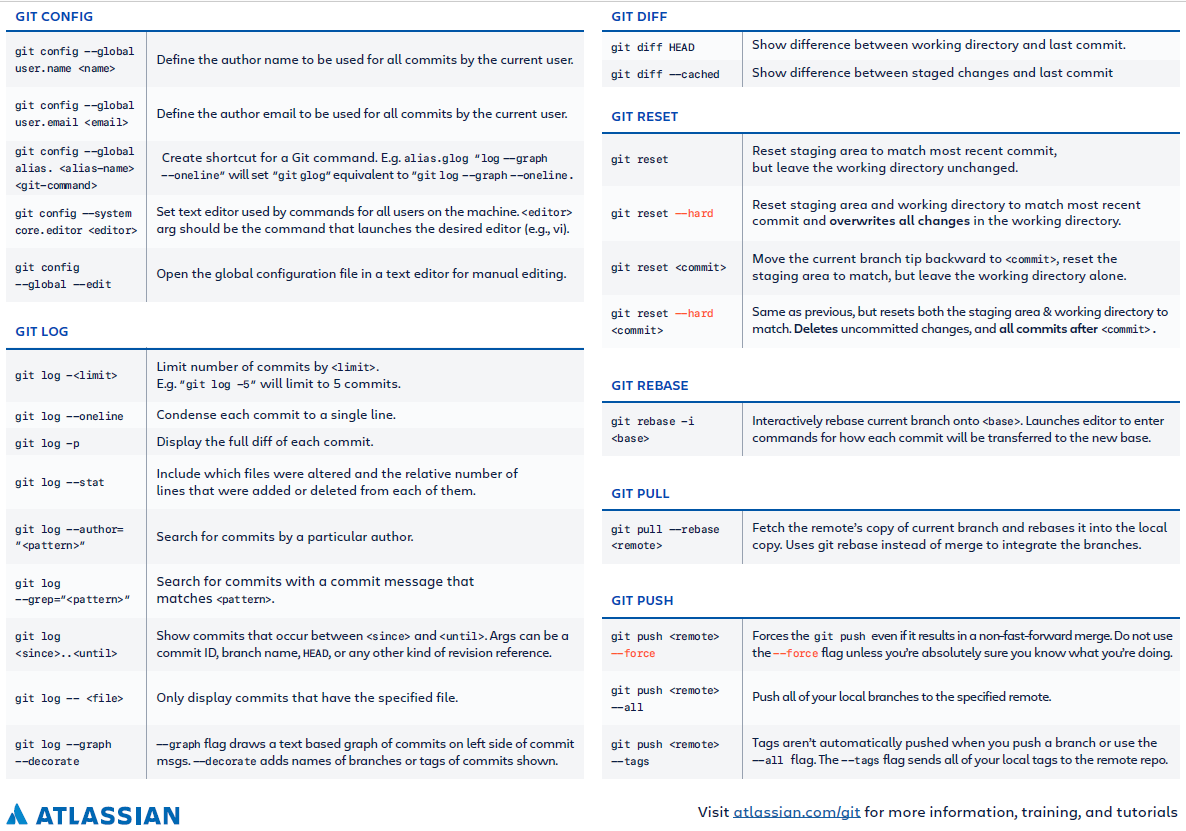 GIT CONFIG
git config --global
user.name <name>
Define the author name to be used for all commits by the current user.
git config --global
user.email <email>
Define the author email to be used for all commits by the current user.
git config --global
alias. <alias-name>
<git-command>
Create shortcut for a Git command. E.g. alias.glog “log --graph
--oneline” will set “git glog” equivalent to “git log --graph --oneline.
git config --system
core.editor <editor>
Set text editor used by commands for all users on the machine. <editor>
arg should be the command that launches the desired editor (e.g., vi).
git config
--global --edit
Open the global configuration file in a text editor for manual editing.
GIT LOG
git log -<limit>
Limit number of commits by <limit>.
E.g. “git log -5” will limit to 5 commits.
git log --oneline
Condense each commit to a single line.
git log -p
Display the full diff of each commit.
git log --stat
Include which files were altered and the relative number of
lines that were added or deleted from each of them.
git log --author=
“<pattern>”
Search for commits by a particular author.
git log
--grep=“<pattern>”
Search for commits with a commit message that
matches <pattern>.
git log
<since>..<until>
Show commits that occur between <since> and <until>. Args can be a
commit ID, branch name, HEAD, or any other kind of revision reference.
git log -- <file>
Only display commits that have the specified file.
git log --graph
--decorate
--graph flag draws a text based graph of commits on left side of commit
msgs. --decorate adds names of branches or tags of commits shown.
GIT DIFF
git diff HEAD
Show difference between working directory and last commit.
git diff --cached
Show difference between staged changes and last commit
GIT RESET
git reset
Reset staging area to match most recent commit,
but leave the working directory unchanged.
git reset --hard
Reset staging area and working directory to match most recent
commit and overwrites all changes in the working directory.
git reset <commit>
Move the current branch tip backward to <commit>, reset the
staging area to match, but leave the working directory alone.
git reset --hard
<commit>
Same as previous, but resets both the staging area & working directory to
match. Deletes uncommitted changes, and all commits after <commit>.
GIT REBASE
git rebase -i
<base>
Interactively rebase current branch onto <base>. Launches editor to enter
commands for how each commit will be transferred to the new base.
GIT PULL
git pull --rebase
<remote>
Fetch the remote’s copy of current branch and rebases it into the local
copy. Uses git rebase instead of merge to integrate the branches.
GIT PUSH
git push <remote>
--force
Forces the git push even if it results in a non-fast-forward merge. Do not use
the --force flag unless you’re absolutely sure you know what you’re doing.
git push <remote>
--all
Push all of your local branches to the specified remote.
git push <remote>
--tags
Tags aren’t automatically pushed when you push a branch or use the
--all flag. The --tags flag sends all of your local tags to the remote repo.
ATLASSIAN
Visit atlassian.com/git for more information, training, and tutorials